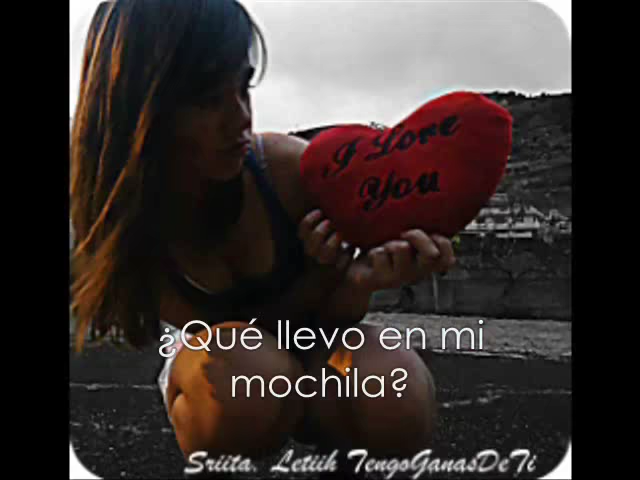 I Love
You
¿Qué llevo en mi
mochila?
Sriita. Letiih TengoGanasDeTi